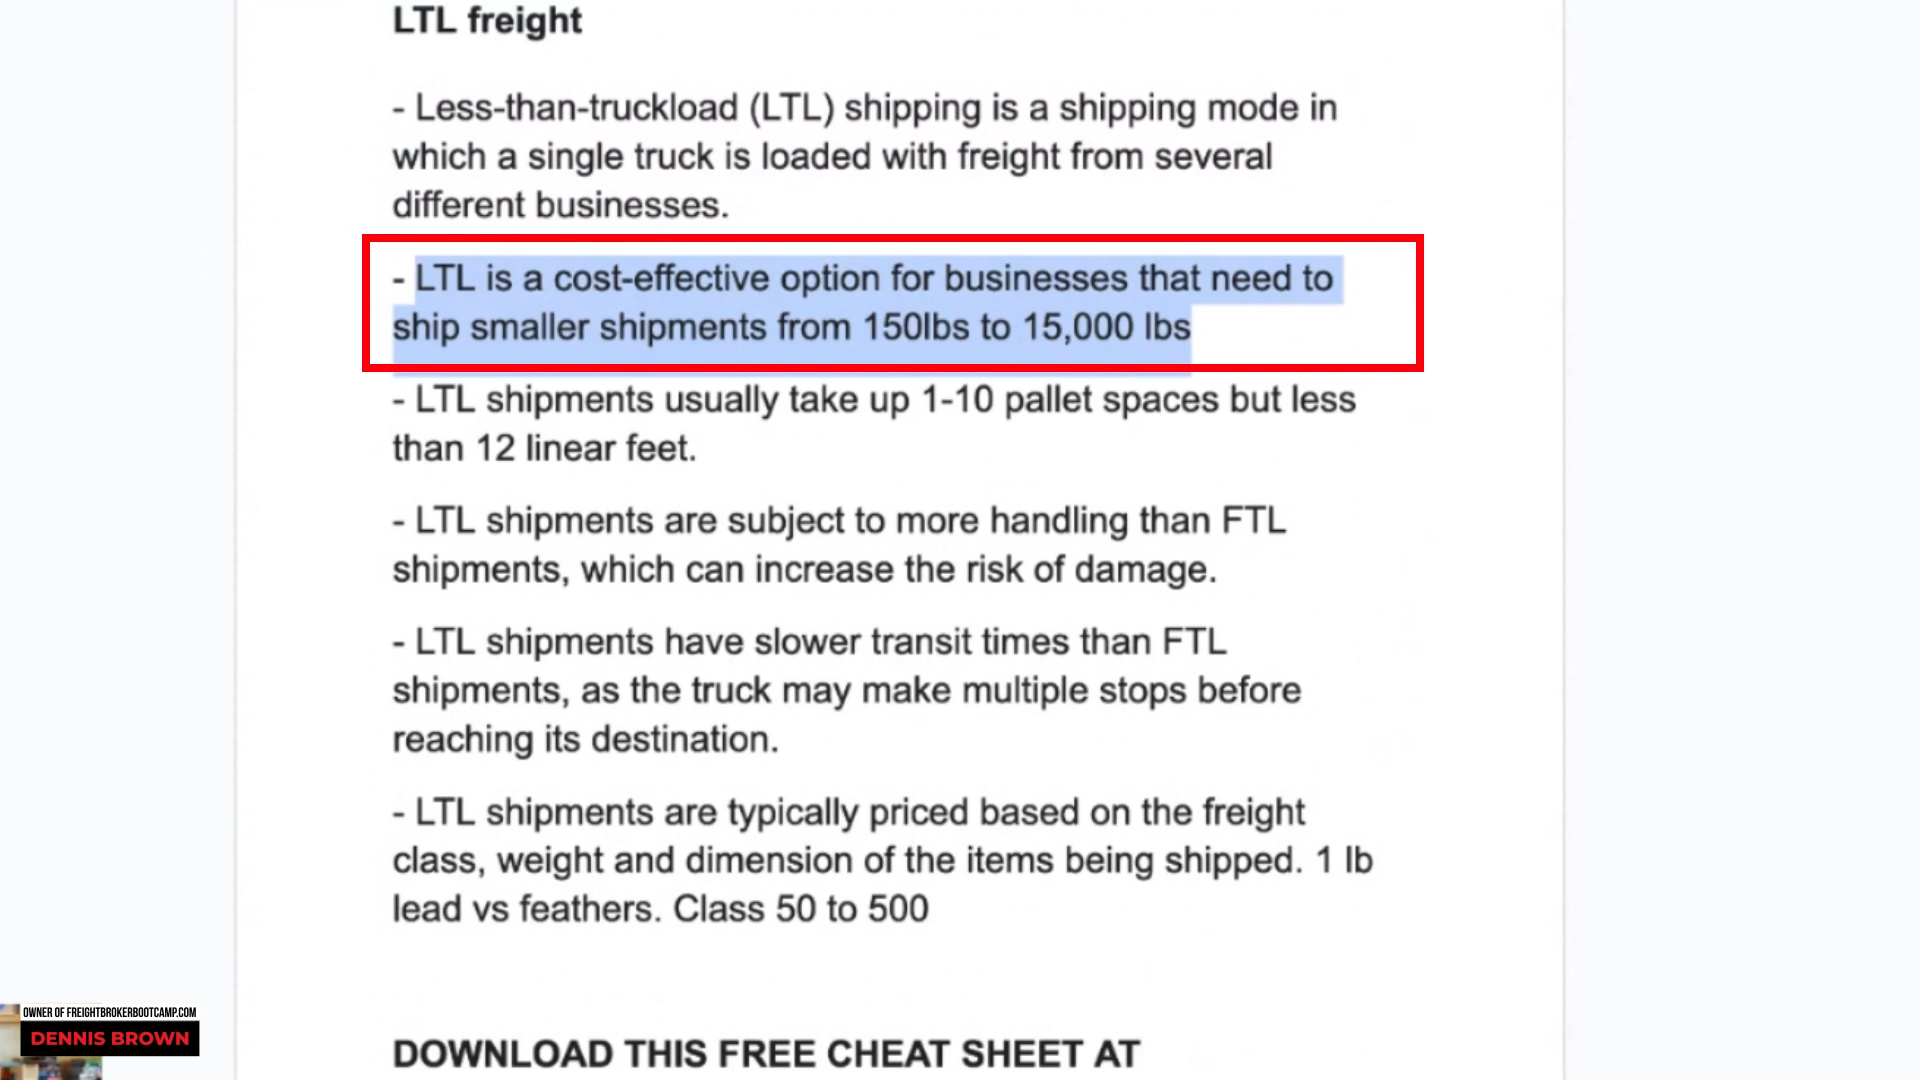 LTL freight
- Less-than-truckload (LTL) shipping is a shipping mode in
which a single truck is loaded with freight from several
different businesses.
- LTL is a cost-effective option for businesses that need to
ship smaller shipments from 150lbs to 15,000 lbs
- LTL shipments usually take up 1-10 pallet spaces but less
than 12 linear feet.
- LTL shipments are subject to more handling than FTL
shipments, which can increase the risk of damage.
- LTL shipments have slower transit times than FTL
shipments, as the truck may make multiple stops before
reaching its destination.
- LTL shipments are typically priced based on the freight
class, weight and dimension of the items being shipped. 1 lb
lead vs feathers. Class 50 to 500
OWNER OF FREIGHTBROKERBOOTCAMP.COM
DENNIS BROWN
DOWNLOAD THIS FREE CHEAT SHEET AT